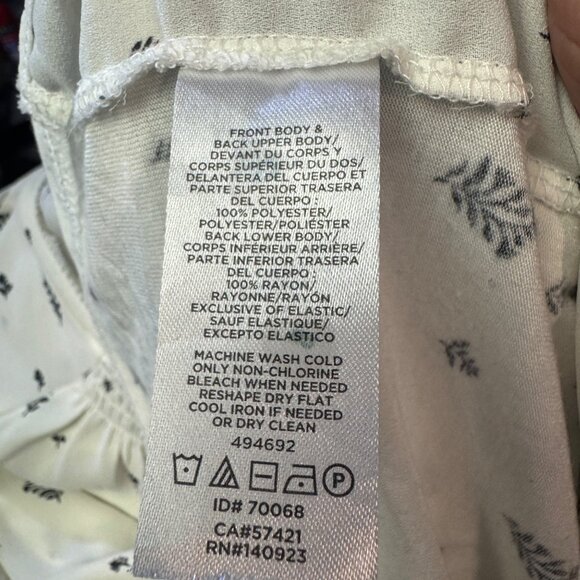 FRONT BODY &
BACK UPPER BODY/
DEVANT DU CORPS Y
CORPS SUPÉRIEUR DU DOS/
DELANTERA DEL CUERPO ET
PARTE SUPERIOR TRASERA
DEL CUERPO :
100% POLYESTER/
POLYESTER/POLIÉSTER
BACK LOWER BODY/
CORPS INFÉRIEUR ARRIÈRE/
PARTE INFERIOR TRASERA
DEL CUERPO :
100% RAYON/
RAYONNE/RAYÓN
EXCLUSIVE OF ELASTIC/
SAUF ELASTIQUE/
EXCEPTO ELASTICO
MACHINE WASH COLD
ONLY NON-CHLORINE
BLEACH WHEN NEEDED
RESHAPE DRY FLAT
COOL IRON IF NEEDED
OR DRY CLEAN
494692
P
ID# 70068
CA#57421
RN#140923